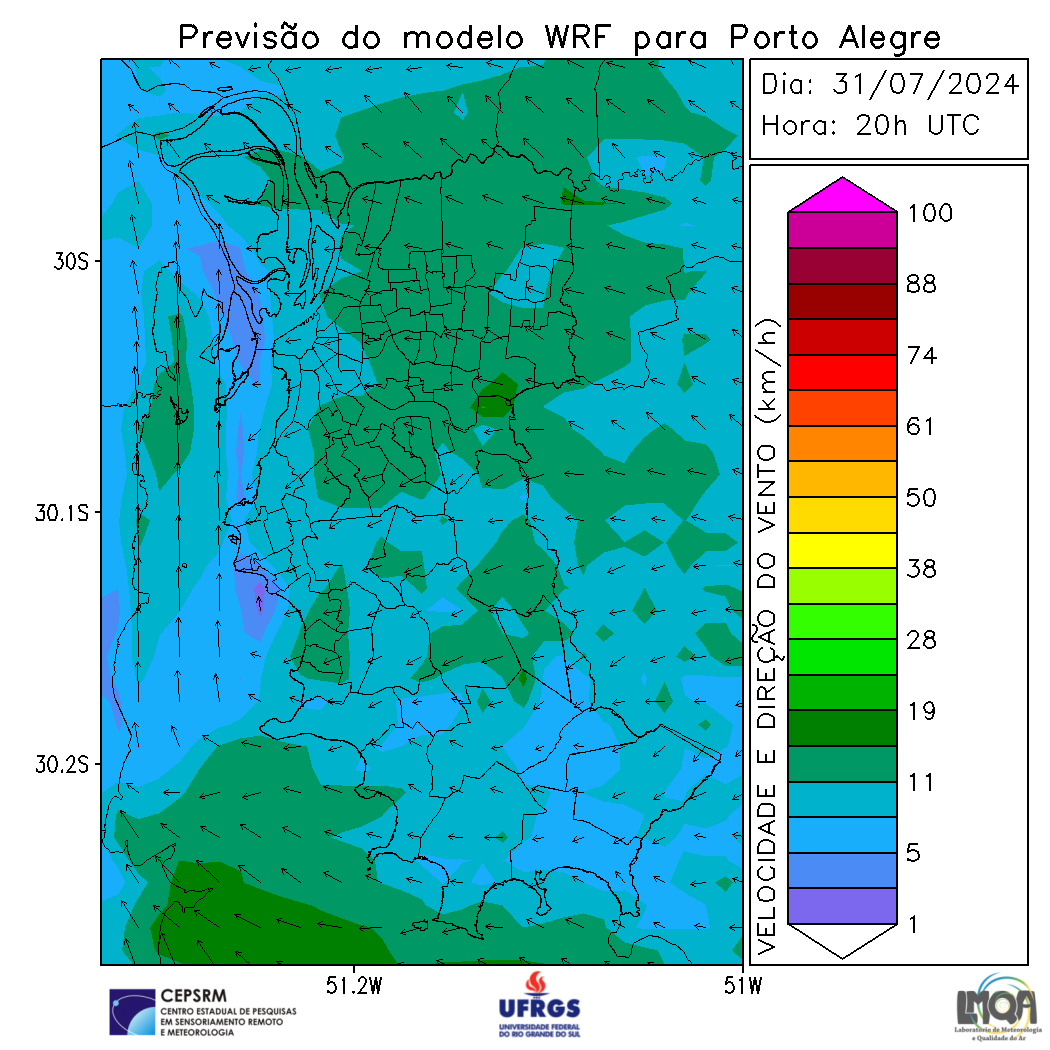 Previsão do modelo WRF para Porto Alegre
Dia: 31/07/2024
Hora: 20h UTC
30S
30.1S
30.2S
51.2W
51W
VELOCIDADE E DIREÇÃO DO VENTO (km/h)
100
88
74
61
50
38
28
19
11
5
1
CEPSRM
CENTRO ESTADUAL DE PESQUISAS
EM SENSORIAMENTO REMOTO
E METEOROLOGIA
UFRGS
UNIVERSIDADE FEDERAL
DO RIO GRANDE DO SUL
LMQA
Laboratório de Meteorologia
e Qualidade do Ar